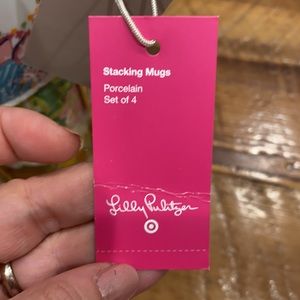 Stacking Mugs
Porcelain
Set of 4
Lilly Pulitzer